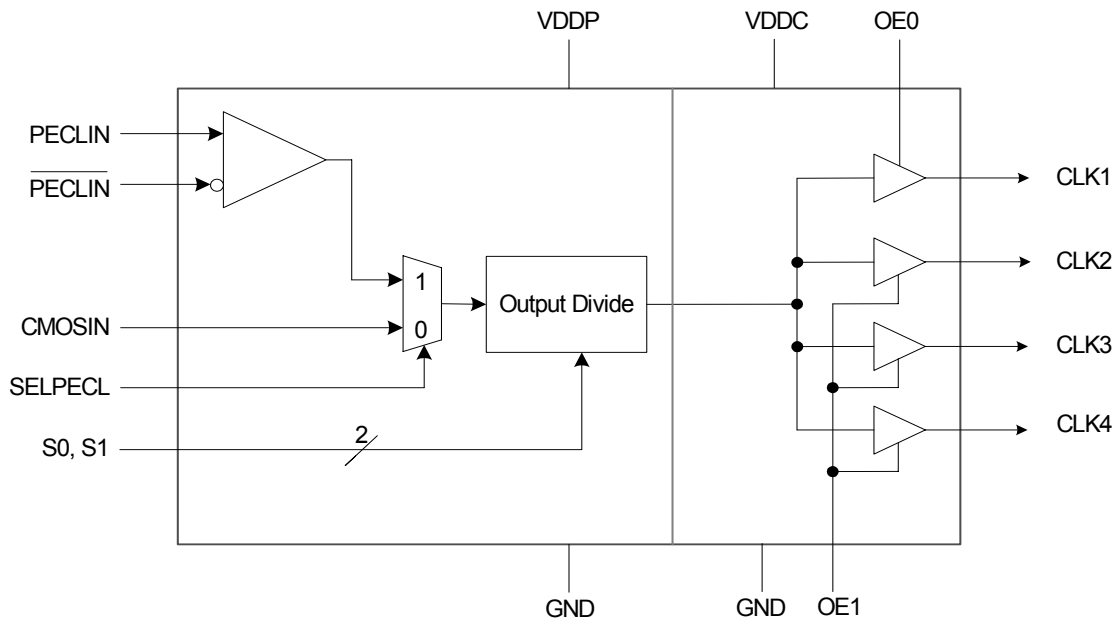 VDDP
VDDC
OE0
PECLIN
PECLIN
CMOSIN
SELPECL
S0, S1
2
1
0
Output Divide
CLK1
CLK2
CLK3
CLK4
GND
GND
OE1